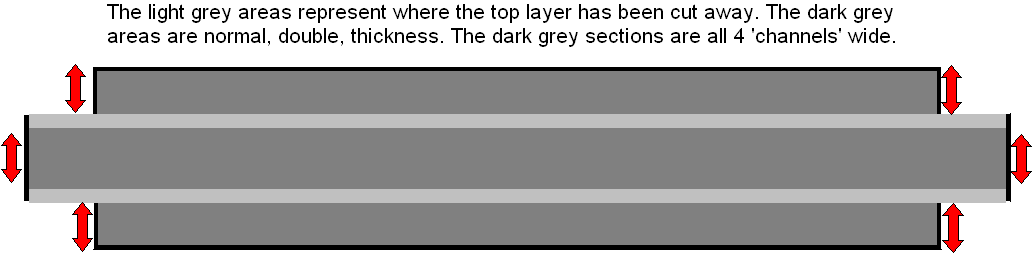 The light grey areas represent where the top layer has been cut away. The dark grey
areas are normal, double, thickness. The dark grey sections are all 4 'channels' wide.